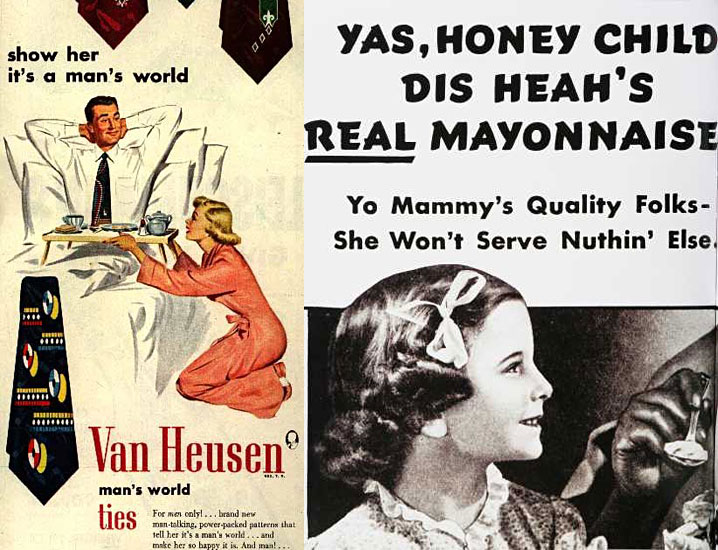 show her
it's a man's world
Van Heusen
man's world
ties
For men only! . . . brand new
man-talking, power-packed patterns that
tell her it's a man's world . . . and
make her so happy it is. And man! . . .
YAS, HONEY CHILD
DIS HEAH'S
REAL MAYONNAISE
Yo Mammy's Quality Folks-
She Won't Serve Nuthin' Else.